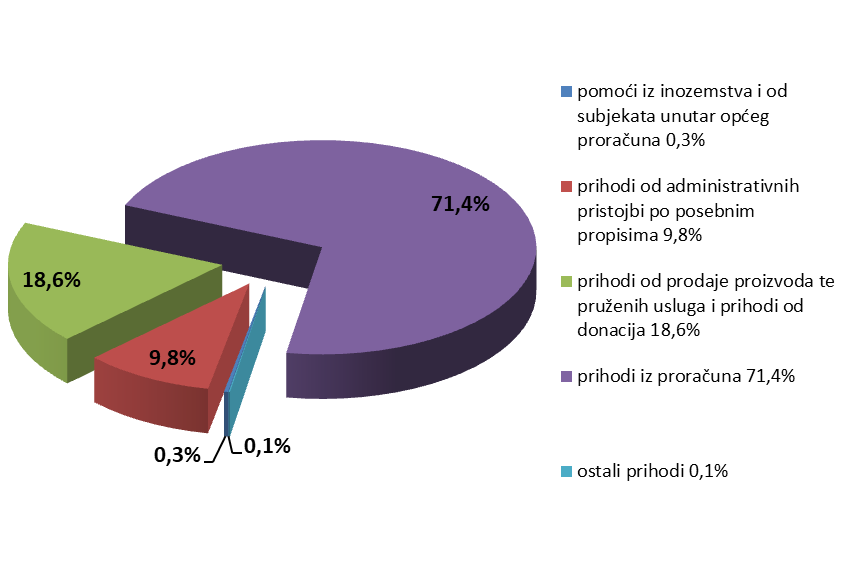 71,4%
18,6%
9,8%
0,3%
0,1%
pomoći iz inozemstva i od
subjekata unutar općeg
proračuna 0,3%
prihodi od administrativnih
pristojbi po posebnim
propisima 9,8%
prihodi od prodaje proizvoda te
pruženih usluga i prihodi od
donacija 18,6%
prihodi iz proračuna 71,4%
ostali prihodi 0,1%